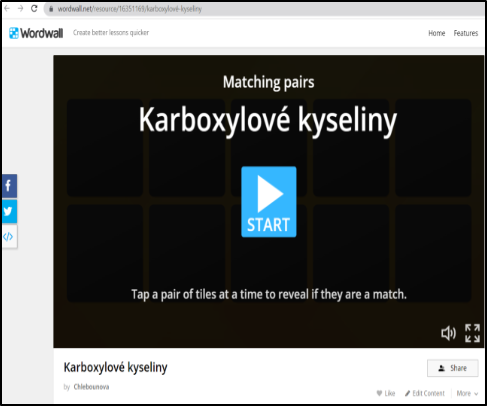 wordwall.net/resource/16351169/karboxylové-kyseliny
Wordwall Create better lessons quicker Home Features
Matching pairs
Karboxylové kyseliny
START
Tap a pair of tiles at a time to reveal if they are a match.
Karboxylové kyseliny
Share
by Chlebounova
Like Edit Content More